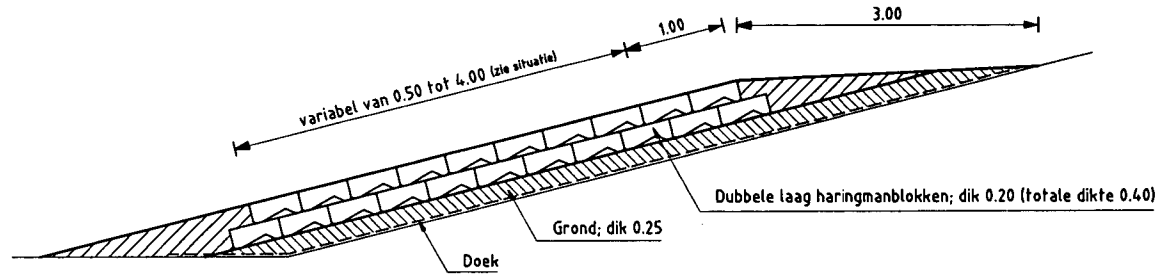 3.00
1.00
variabel van 0.50 tot 4.00 (zie situatie)
Dubbele laag haringmanblokken; dik 0.20 (totale dikte 0.40)
Grond; dik 0.25
Doek